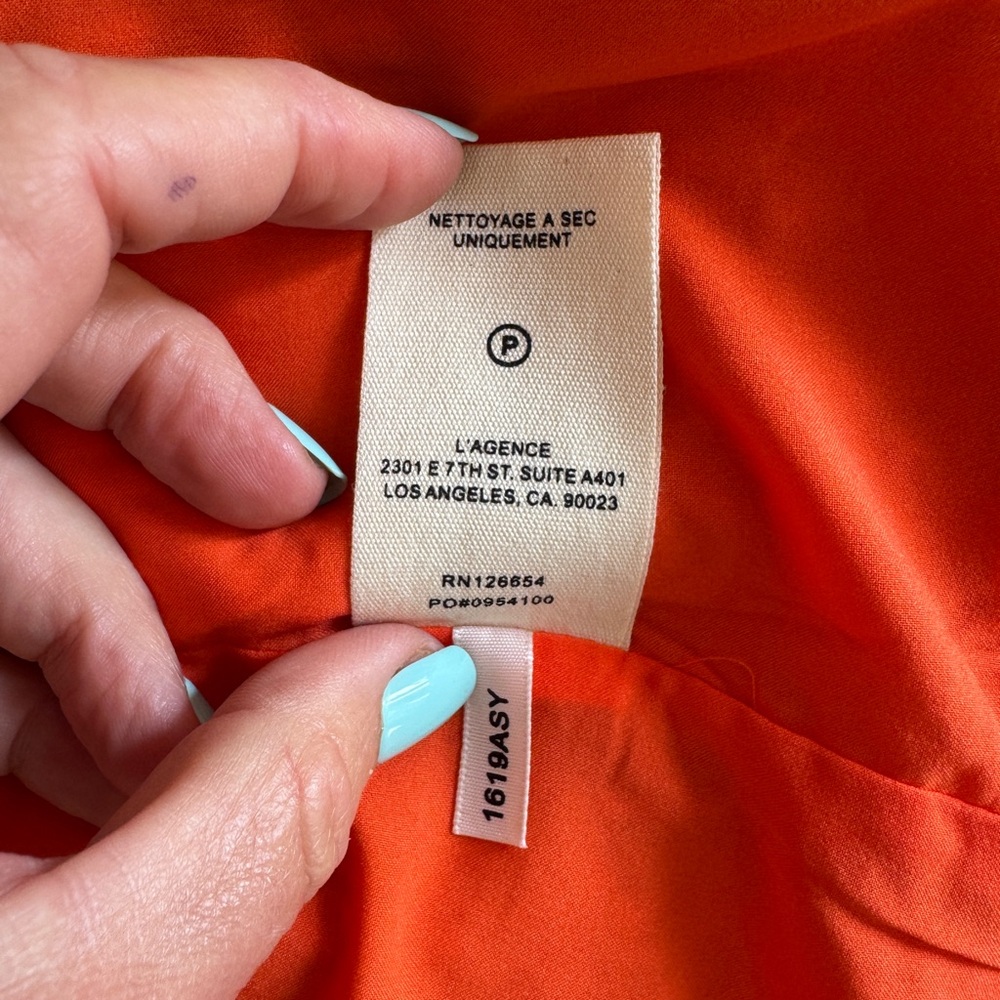 NETTOYAGE A SEC
UNIQUEMENT
P
L'AGENCE
2301 E 7TH ST. SUITE A401
LOS ANGELES, CA. 90023
RN126654
PO#0954100
1619ASY